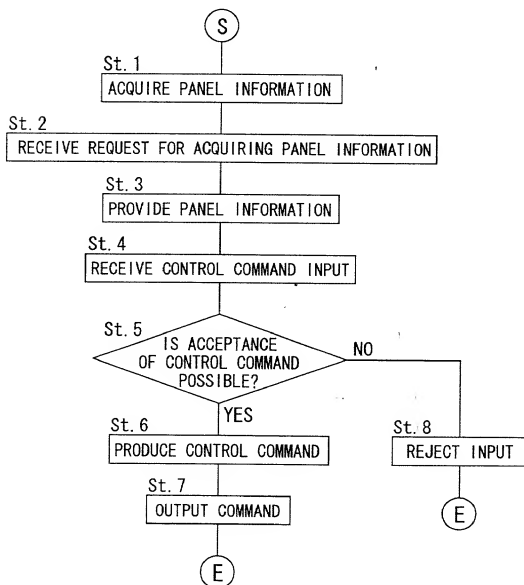 S
St. 1
ACQUIRE PANEL INFORMATION
St. 2
RECEIVE REQUEST FOR ACQUIRING PANEL INFORMATION
St. 3
PROVIDE PANEL INFORMATION
St. 4
RECEIVE CONTROL COMMAND INPUT
St. 5
IS ACCEPTANCE
OF CONTROL COMMAND
POSSIBLE?
NO
YES
St. 6
PRODUCE CONTROL COMMAND
St. 8
REJECT INPUT
St. 7
OUTPUT COMMAND
E
E